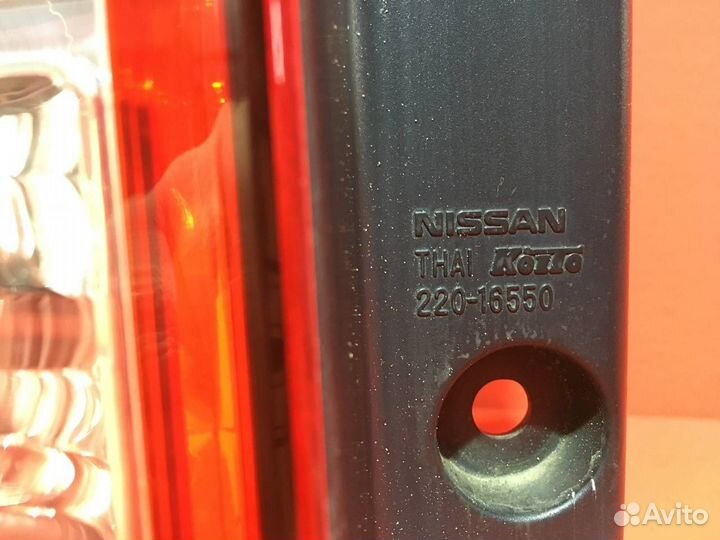 NISSAN
THAI KOITO
220-16550
Avito